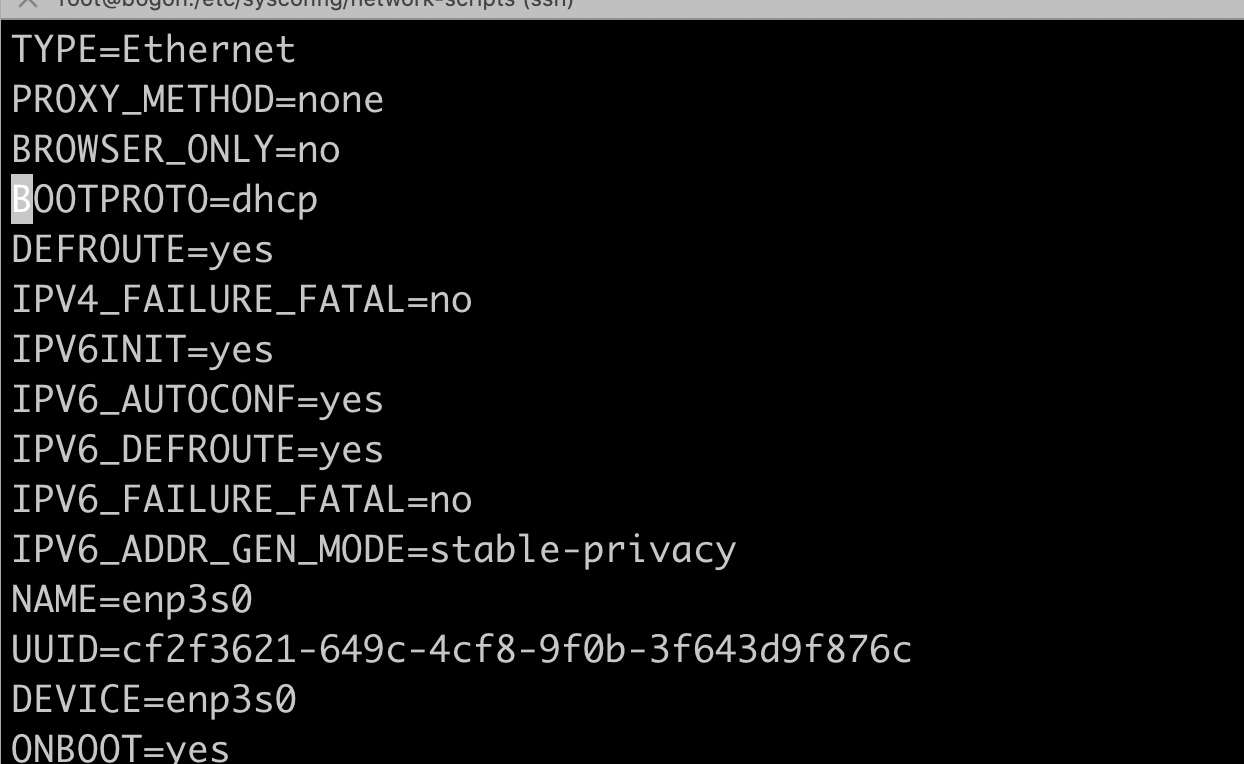 root@bogon:/etc/sysconfig/network-scripts (ssh)
TYPE=Ethernet
PROXY_METHOD=none
BROWSER_ONLY=no
BOOTPROTO=dhcp
DEFROUTE=yes
IPV4_FAILURE_FATAL=no
IPV6INIT=yes
IPV6_AUTOCONF=yes
IPV6_DEFROUTE=yes
IPV6_FAILURE_FATAL=no
IPV6_ADDR_GEN_MODE=stable-privacy
NAME=enp3s0
UUID=cf2f3621-649c-4cf8-9f0b-3f643d9f876c
DEVICE=enp3s0
ONBOOT=yes